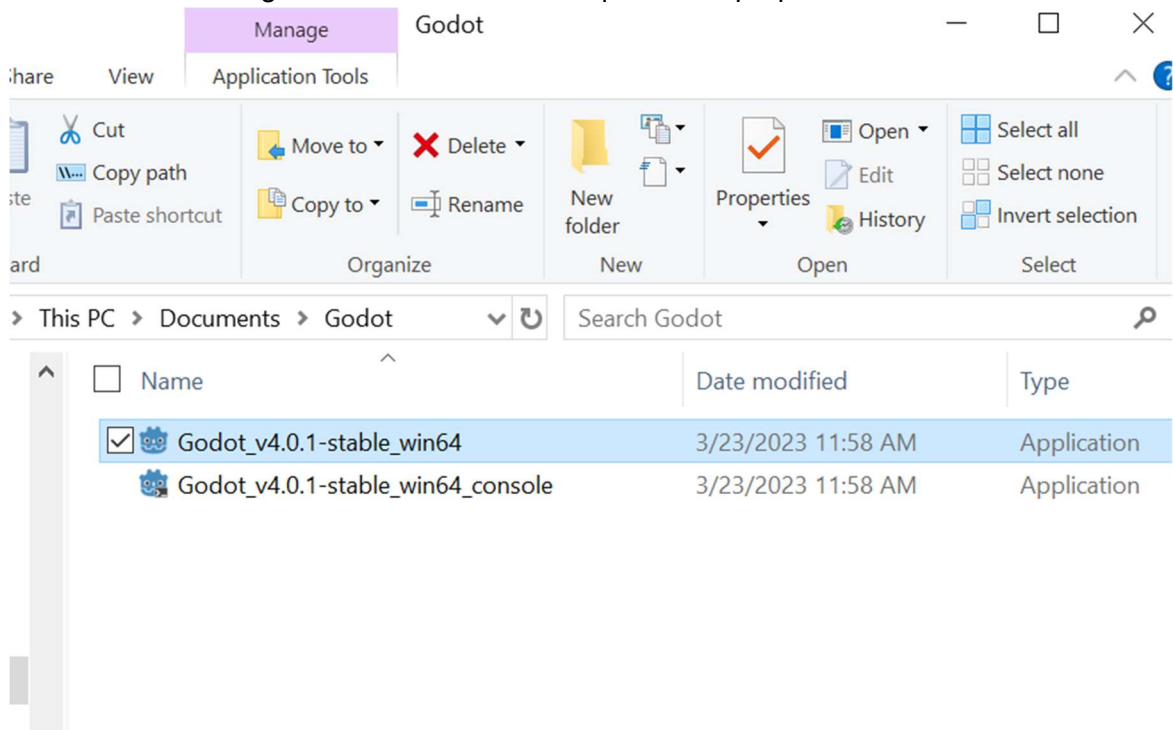 Manage Godot
Share View Application Tools
Cut
Copy path
Paste shortcut
Move to
Copy to
Delete
Rename
Organize
New
folder
New
Properties
Open
Edit
History
Open
Select all
Select none
Invert selection
Select
> This PC > Documents > Godot
Search Godot
Name Date modified Type
Godot_v4.0.1-stable_win64 3/23/2023 11:58 AM Application
Godot_v4.0.1-stable_win64_console 3/23/2023 11:58 AM Application